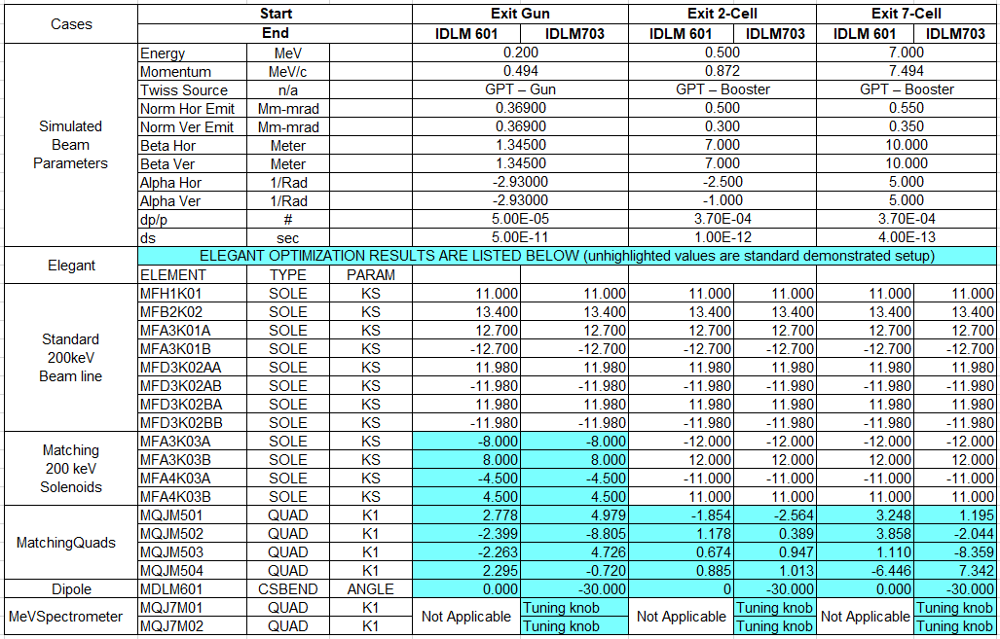 Cases Start Exit Gun Exit 2-Cell Exit 7-Cell
End IDLM 601 IDLM703 IDLM 601 IDLM703 IDLM 601 IDLM703
Simulated
Beam
Parameters
Energy MeV 0.200 0.500 7.000
Momentum MeV/c 0.494 0.872 7.494
Twiss Source n/a GPT – Gun GPT – Booster GPT – Booster
Norm Hor Emit Mm-mrad 0.36900 0.500 0.550
Norm Ver Emit Mm-mrad 0.36900 0.300 0.350
Beta Hor Meter 1.34500 7.000 10.000
Beta Ver Meter 1.34500 7.000 10.000
Alpha Hor 1/Rad -2.93000 -2.500 5.000
Alpha Ver 1/Rad -2.93000 -1.000 5.000
dp/p # 5.00E-05 3.70E-04 3.70E-04
ds sec 5.00E-11 1.00E-12 4.00E-13
Elegant ELEGANT OPTIMIZATION RESULTS ARE LISTED BELOW (unhighlighted values are standard demonstrated setup)
ELEMENT TYPE PARAM
Standard
200keV
Beam line
MFH1K01 SOLE KS 11.000 11.000 11.000 11.000 11.000 11.000
MFB2K02 SOLE KS 13.400 13.400 13.400 13.400 13.400 13.400
MFA3K01A SOLE KS 12.700 12.700 12.700 12.700 12.700 12.700
MFA3K01B SOLE KS -12.700 -12.700 -12.700 -12.700 -12.700 -12.700
MFD3K02AA SOLE KS 11.980 11.980 11.980 11.980 11.980 11.980
MFD3K02AB SOLE KS -11.980 -11.980 -11.980 -11.980 -11.980 -11.980
MFD3K02BA SOLE KS 11.980 11.980 11.980 11.980 11.980 11.980
MFD3K02BB SOLE KS -11.980 -11.980 -11.980 -11.980 -11.980 -11.980
Matching
200 keV
Solenoids
MFA3K03A SOLE KS -8.000 -8.000 -12.000 -12.000 -12.000 -12.000
MFA3K03B SOLE KS 8.000 8.000 12.000 12.000 12.000 12.000
MFA4K03A SOLE KS -4.500 -4.500 -11.000 -11.000 -11.000 -11.000
MFA4K03B SOLE KS 4.500 4.500 11.000 11.000 11.000 11.000
MatchingQuads
MQJM501 QUAD K1 2.778 4.979 -1.854 -2.564 3.248 1.195
MQJM502 QUAD K1 -2.399 -8.805 1.178 0.389 3.858 -2.044
MQJM503 QUAD K1 -2.263 4.726 0.674 0.947 1.110 -8.359
MQJM504 QUAD K1 2.295 -0.720 0.885 1.013 -6.446 7.342
Dipole MDLM601 CSBEND ANGLE 0.000 -30.000 0 -30.000 0.000 -30.000
MeVSpectrometer
MQJ7M01 QUAD K1 Not Applicable Tuning knob Not Applicable Tuning knob Not Applicable Tuning knob
MQJ7M02 QUAD K1 Tuning knob Tuning knob Tuning knob